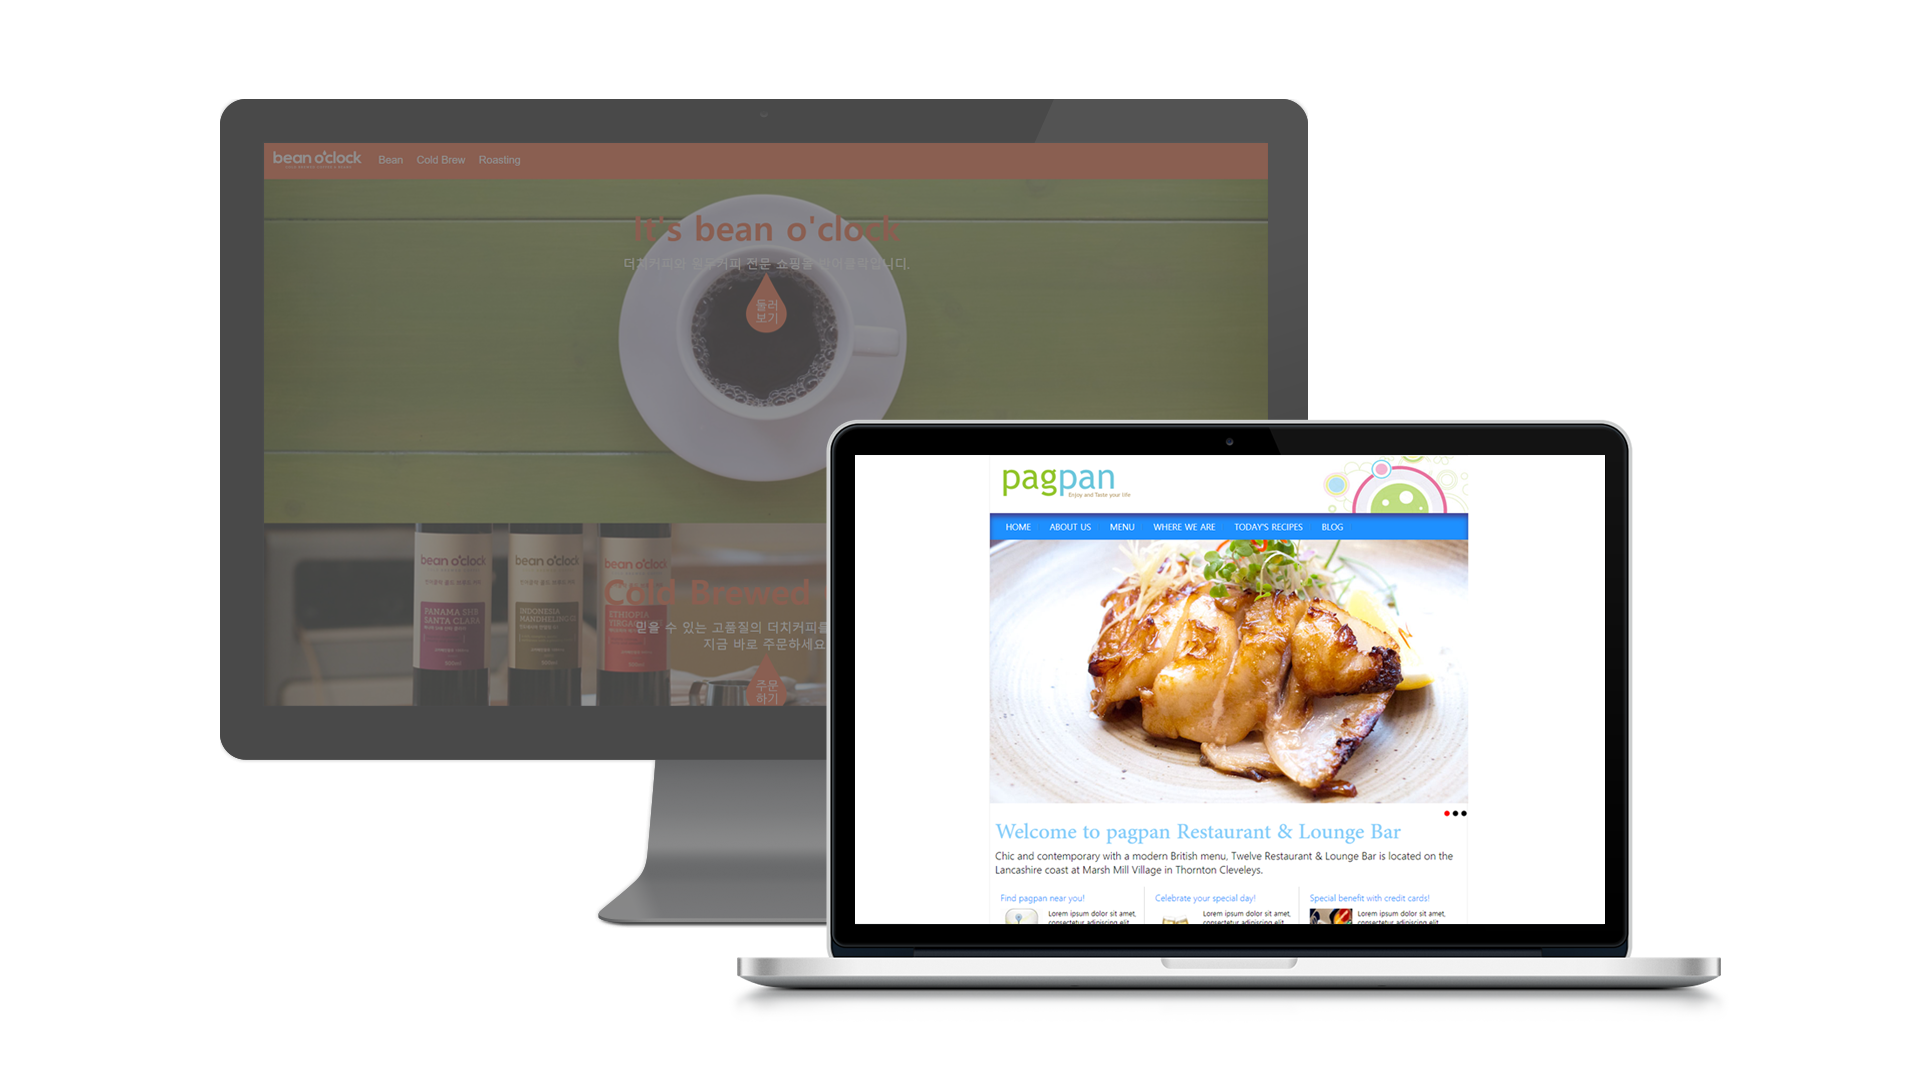 bean o'clock
Bean Cold Brew Roasting
It's bean o'clock
더치커피와 원두커피 전문 쇼핑몰 빈어클락입니다.
둘러
보기
bean o'clock bean o'clock bean o'clock
PANAMA SHB
SANTA CLARA
INDONESIA
MANDHELING G1
ETHIOPIA
Cold Brewed
믿을 수 있는 고품질의 더치커피를
지금 바로 주문하세요
주문
하기
pagpan
Enjoy and Taste your life
HOME ABOUT US MENU WHERE WE ARE TODAY'S RECIPES BLOG
Welcome to pagpan Restaurant & Lounge Bar
Chic and contemporary with a modern British menu, Twelve Restaurant & Lounge Bar is located on the
Lancashire coast at Marsh Mill Village in Thornton Cleveleys.
Find pagpan near you!
Lorem ipsum dolor sit amet,
consectetur adipiscing elit
Celebrate your special day!
Lorem ipsum dolor sit amet,
consectetur adipiscing elit
Special benefit with credit cards!
Lorem ipsum dolor sit amet,
consectetur adipiscing elit